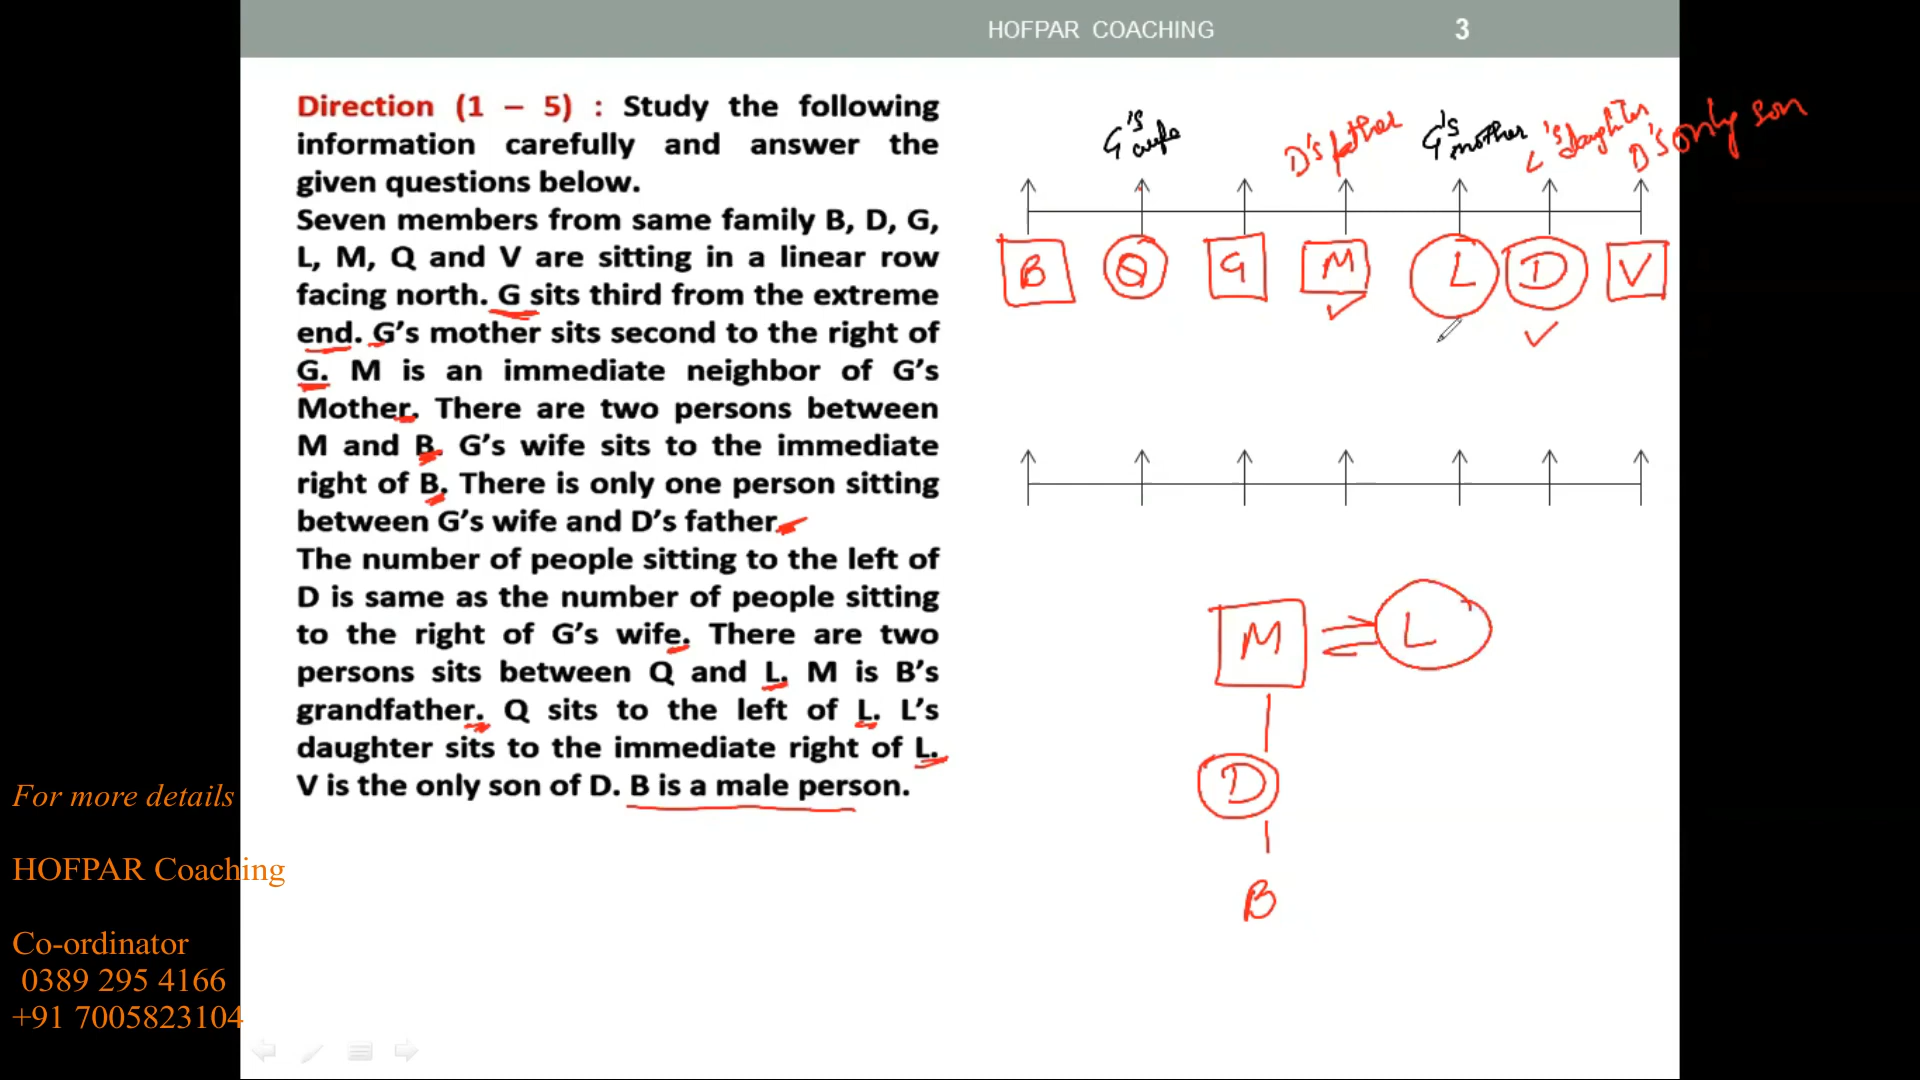 HOFPAR COACHING 3
Direction (1 – 5) : Study the following
information carefully and answer the
given questions below.
Seven members from same family B, D, G,
L, M, Q and V are sitting in a linear row
facing north. G sits third from the extreme
end. G's mother sits second to the right of
G. M is an immediate neighbor of G's
Mother. There are two persons between
M and B. G's wife sits to the immediate
right of B. There is only one person sitting
between G's wife and D's father.
The number of people sitting to the left of
D is same as the number of people sitting
to the right of G's wife. There are two
persons sits between Q and L. M is B's
grandfather. Q sits to the left of L. L's
daughter sits to the immediate right of L.
V is the only son of D. B is a male person.
G's wife
D's father
G's mother
L's daughter
D's only son
B Q G M L D V
M L
D
B
For more details
HOFPAR Coaching
Co-ordinator
0389 295 4166
+91 7005823104